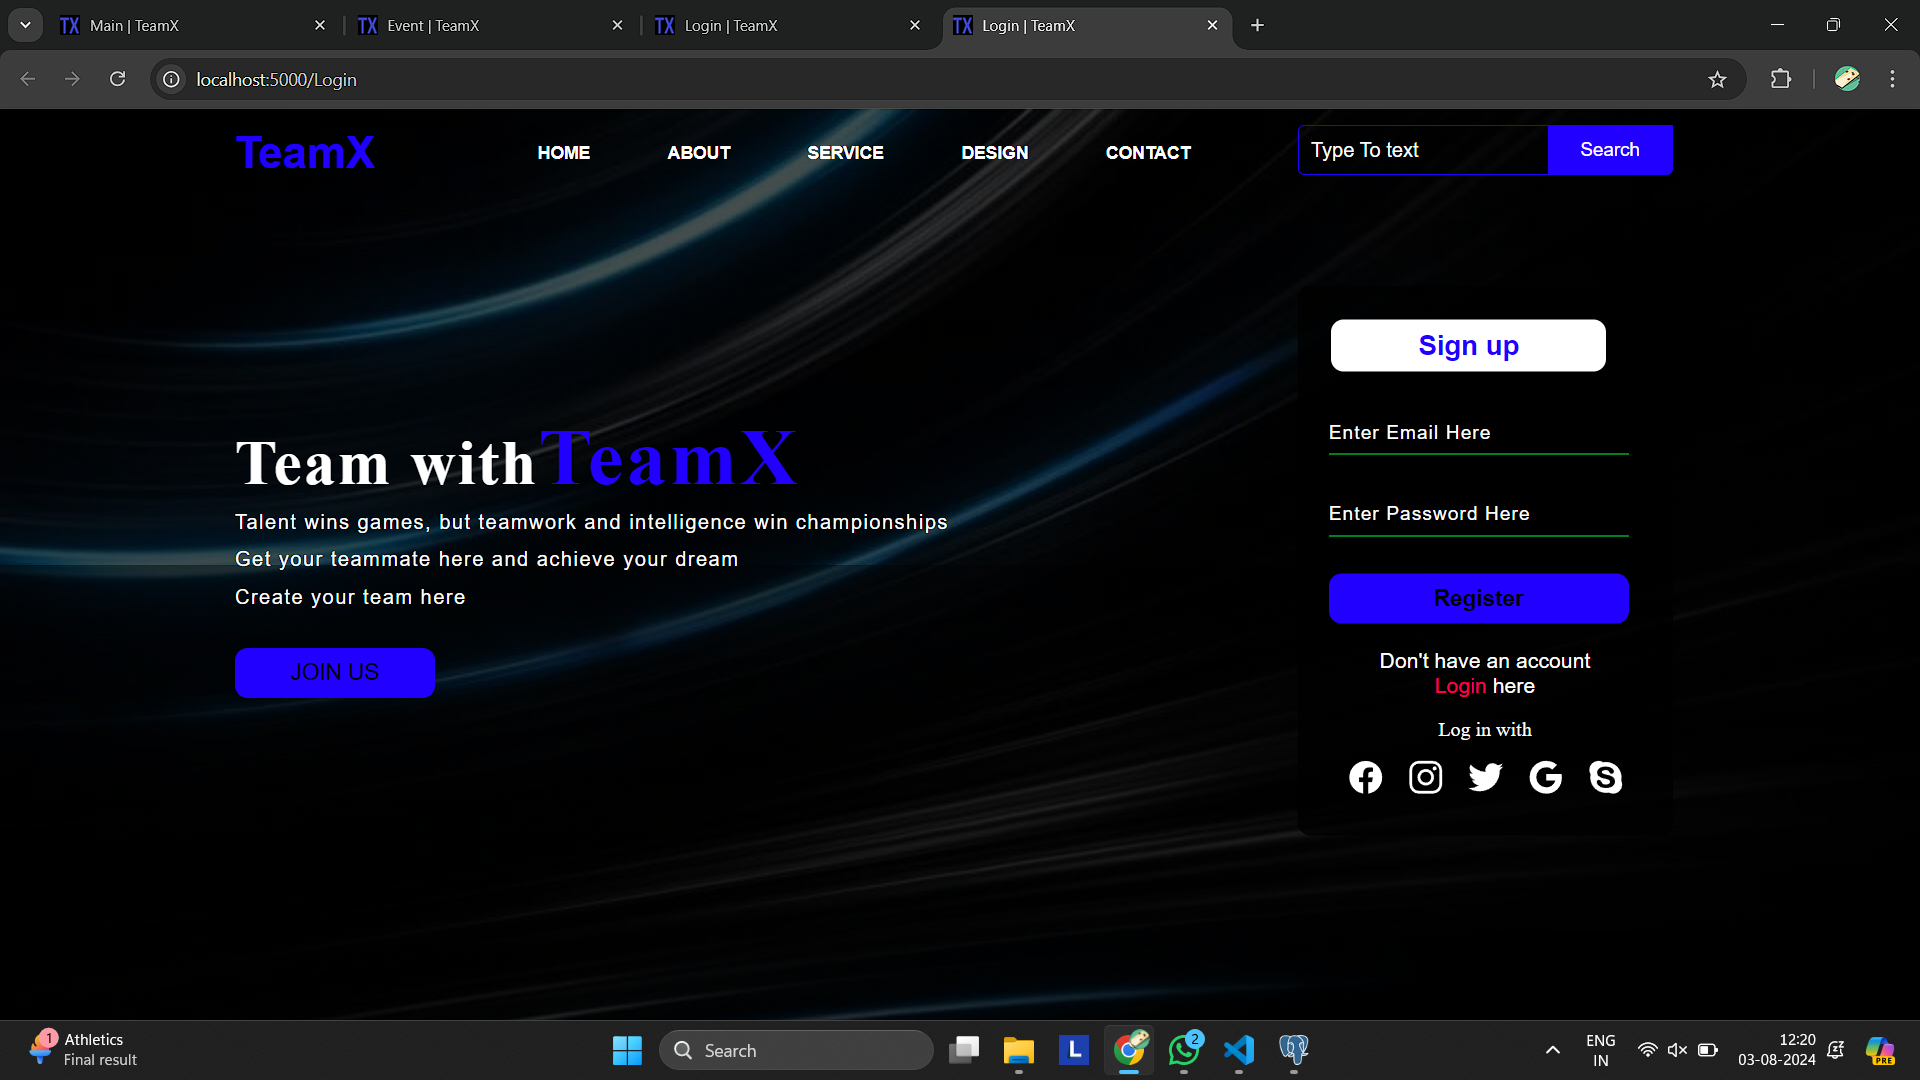 TX Main | TeamX
TX Event | TeamX
TX Login | TeamX
TX Login | TeamX
localhost:5000/Login
TeamX
HOME ABOUT SERVICE DESIGN CONTACT
Type To text Search
Sign up
Enter Email Here
Team with TeamX
Talent wins games, but teamwork and intelligence win championships
Get your teammate here and achieve your dream
Create your team here
JOIN US
Enter Password Here
Register
Don't have an account
Login here
Log in with
1 Athletics
Final result
Search
L
2
ENG
IN
12:20
03-08-2024
PRE